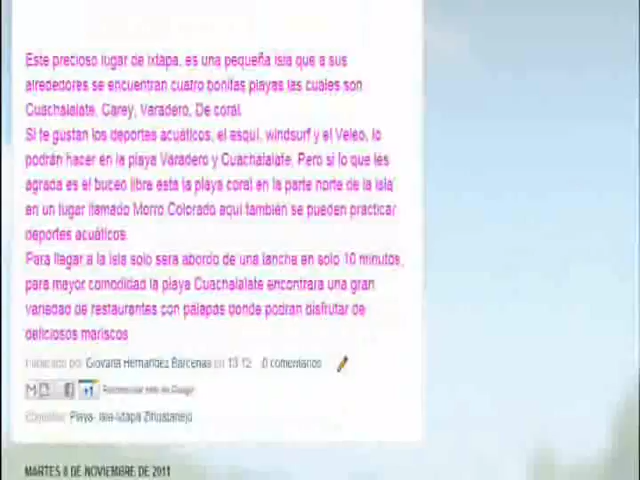 Este precioso lugar de Ixtapa, es una pequeña isla que a sus
alrededores se encuentran cuatro bonitas playas las cuales son
Cuachalalate, Carey, Varadero, De coral.
Si te gustan los deportes acuáticos, el esquí, windsurf y el Veleo, lo
podrán hacer en la playa Varadero y Cuachalalate. Pero si lo que les
agrada es el buceo libre esta la playa coral en la parte norte de la isla
en un lugar llamado Morro Colorado aquí también se pueden practicar
deportes acuáticos.
Para llegar a la isla solo sera abordo de una lancha en solo 10 minutos,
para mayor comodidad la playa Cuachalalate encontrara una gran
variedad de restaurantes con palapas donde podran disfrutar de
deliciosos mariscos
Publicado por Giovana Hernandez Barcenas en 13:12 0 comentarios
+1 Recomendar esto en Google
Etiquetas: Playa- Isla-Ixtapa Zihuatanejo
MARTES 8 DE NOVIEMBRE DE 2011